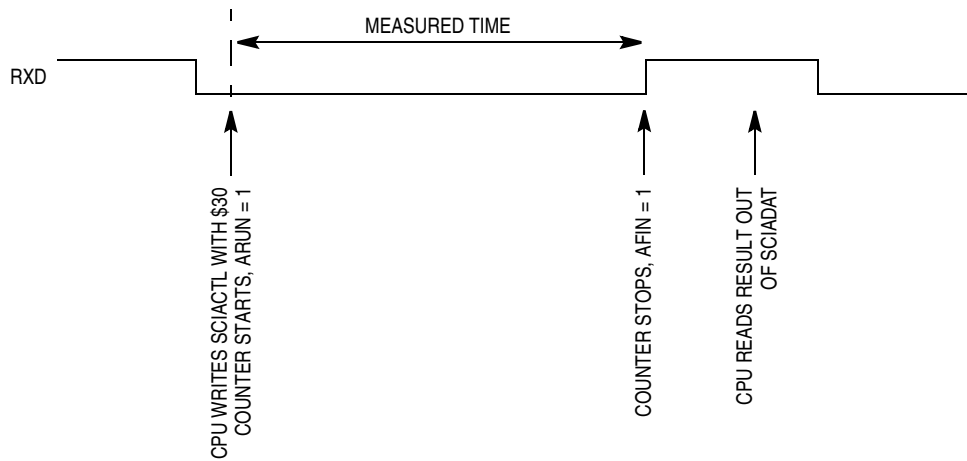 MEASURED TIME
RXD
CPU WRITES SCIACTL WITH $30
COUNTER STARTS, ARUN = 1
COUNTER STOPS, AFIN = 1
CPU READS RESULT OUT
OF SCIADAT